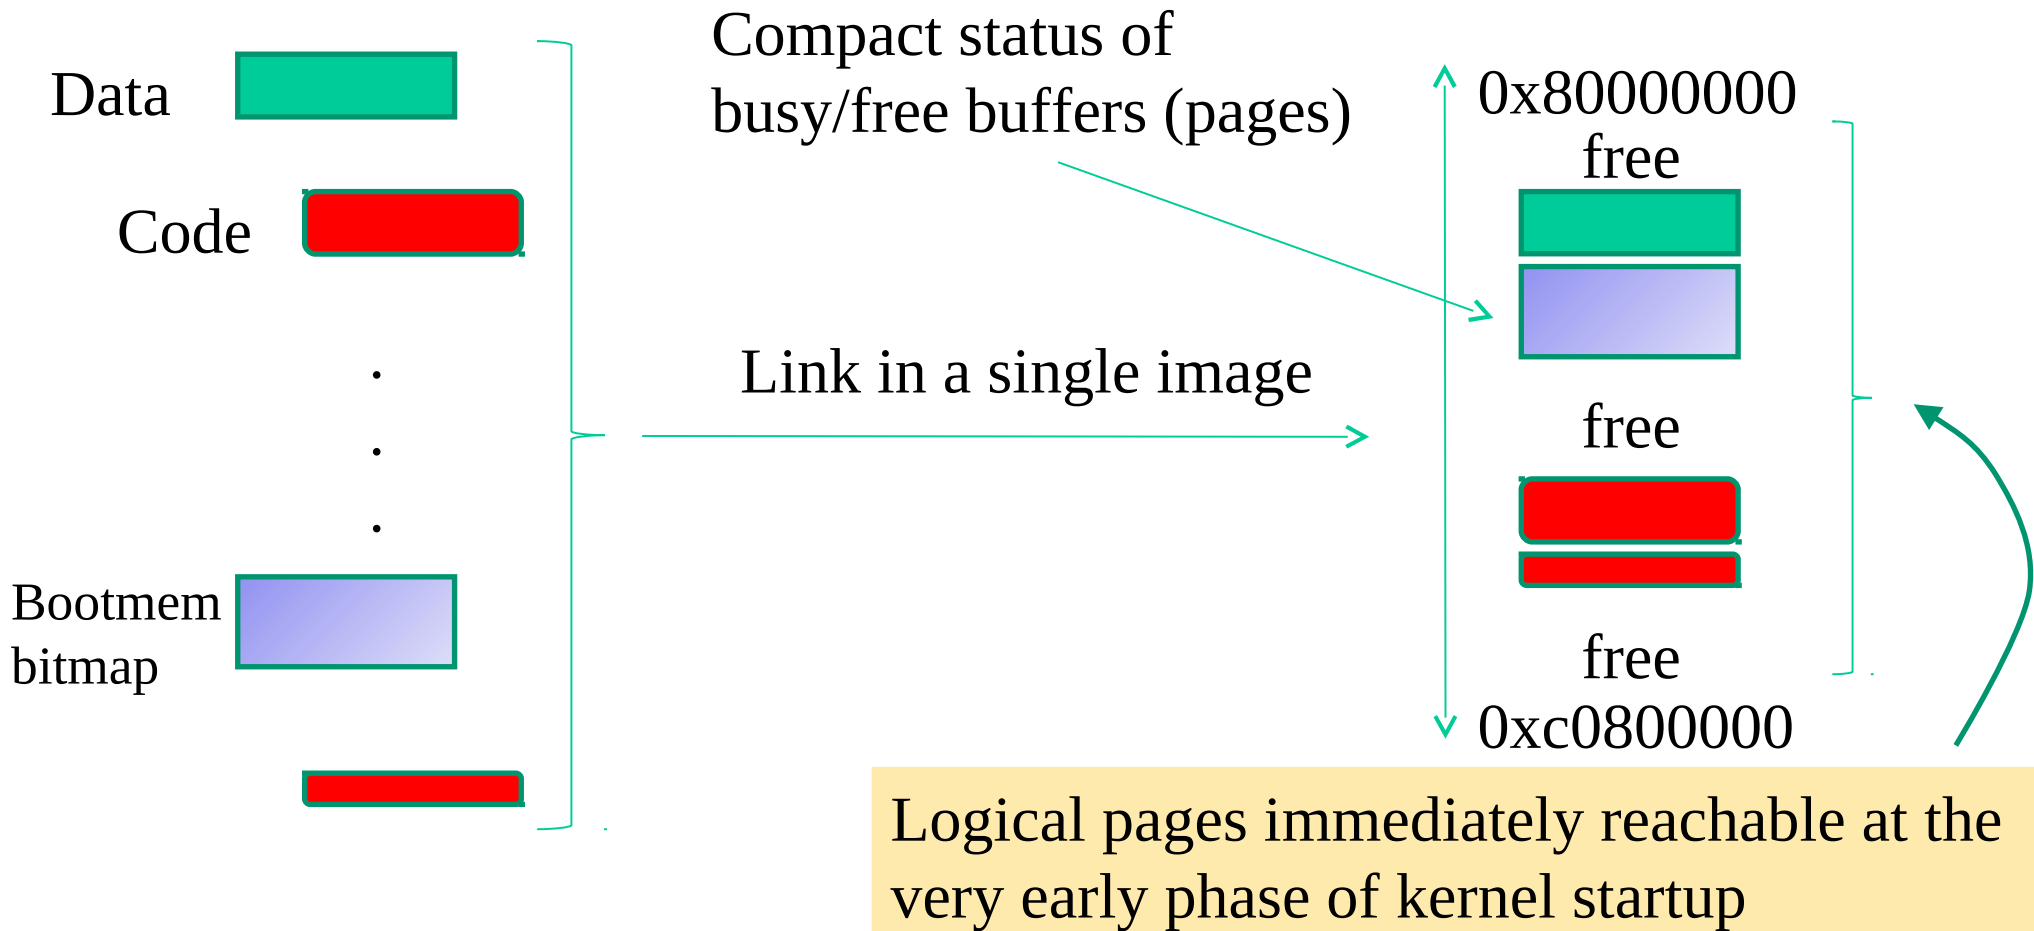 Data
Code
.
.
.
Bootmem
bitmap
Compact status of
busy/free buffers (pages)
Link in a single image
0x80000000
free
free
free
0xc0800000
Logical pages immediately reachable at the
very early phase of kernel startup